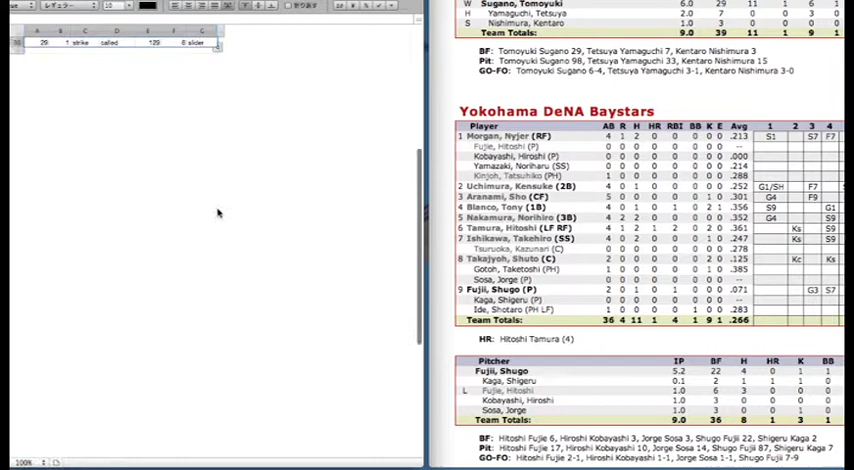 レギュラー 10 折り返す
A B C D E F G
29 1 strike called 129 8 slider
100%
W Sugano, Tomoyuki 6.0 29 11 1 6 1
H Yamaguchi, Tetsuya 2.0 7 0 0 3 0
S Nishimura, Kentaro 1.0 3 0 0 0 0
Team Totals: 9.0 39 11 1 9 1
BF: Tomoyuki Sugano 29, Tetsuya Yamaguchi 7, Kentaro Nishimura 3
Pit: Tomoyuki Sugano 98, Tetsuya Yamaguchi 33, Kentaro Nishimura 15
GO-FO: Tomoyuki Sugano 6-4, Tetsuya Yamaguchi 3-1, Kentaro Nishimura 3-0
Yokohama DeNA Baystars
Player AB R H HR RBI BB K E Avg 1 2 3 4
1 Morgan, Nyjer (RF) 4 1 2 0 0 0 0 0 .213 S1 S7 F7
Fujie, Hitoshi (P) 0 0 0 0 0 0 0 0 --
Kobayashi, Hiroshi (P) 0 0 0 0 0 0 0 0 .000
Yamazaki, Noriharu (SS) 0 0 0 0 0 0 0 0 .214
Kinjoh, Tatsuhiko (PH) 1 0 0 0 0 0 0 0 .288
2 Uchimura, Kensuke (2B) 4 0 1 0 0 0 0 0 .252 G1/SH F7
3 Aranami, Sho (CF) 5 0 0 0 0 0 1 0 .301 G4 F9
4 Blanco, Tony (1B) 4 0 1 0 1 0 2 1 .356 S9 G1
5 Nakamura, Norihiro (3B) 4 2 2 0 0 0 0 0 .352 G4 S9
6 Tamura, Hitoshi (LF RF) 4 1 2 1 2 0 2 0 .361 Ks S9
7 Ishikawa, Takehiro (SS) 4 0 2 0 0 0 1 0 .247 Ks S9
Tsuruoka, Kazunari (C) 0 0 0 0 0 0 0 0 .278
8 Takajyoh, Shuto (C) 2 0 0 0 0 0 2 0 .125 Kc Ks
Gotoh, Taketoshi (PH) 1 0 0 0 0 0 1 0 .385
Sosa, Jorge (P) 0 0 0 0 0 0 0 0 --
9 Fujii, Shugo (P) 2 0 1 0 1 0 0 0 .071 G3 S7
Kaga, Shigeru (P) 0 0 0 0 0 0 0 0 --
Ide, Shotaro (PH LF) 1 0 0 0 0 1 0 0 .283
Team Totals: 36 4 11 1 4 1 9 1 .266
HR: Hitoshi Tamura (4)
Pitcher IP BF H HR K BB
Fujii, Shugo 5.2 22 4 0 1 1
Kaga, Shigeru 0.1 2 1 1 1 0
L Fujie, Hitoshi 1.0 6 3 0 0 0
Kobayashi, Hiroshi 1.0 3 0 0 0 0
Sosa, Jorge 1.0 3 0 0 1 0
Team Totals: 9.0 36 8 1 3 1
BF: Hitoshi Fujie 6, Hiroshi Kobayashi 3, Jorge Sosa 3, Shugo Fujii 22, Shigeru Kaga 2
Pit: Hitoshi Fujie 17, Hiroshi Kobayashi 10, Jorge Sosa 14, Shugo Fujii 87, Shigeru Kaga 7
GO-FO: Hitoshi Fujie 2-1, Hiroshi Kobayashi 1-1, Jorge Sosa 1-1, Shugo Fujii 7-9